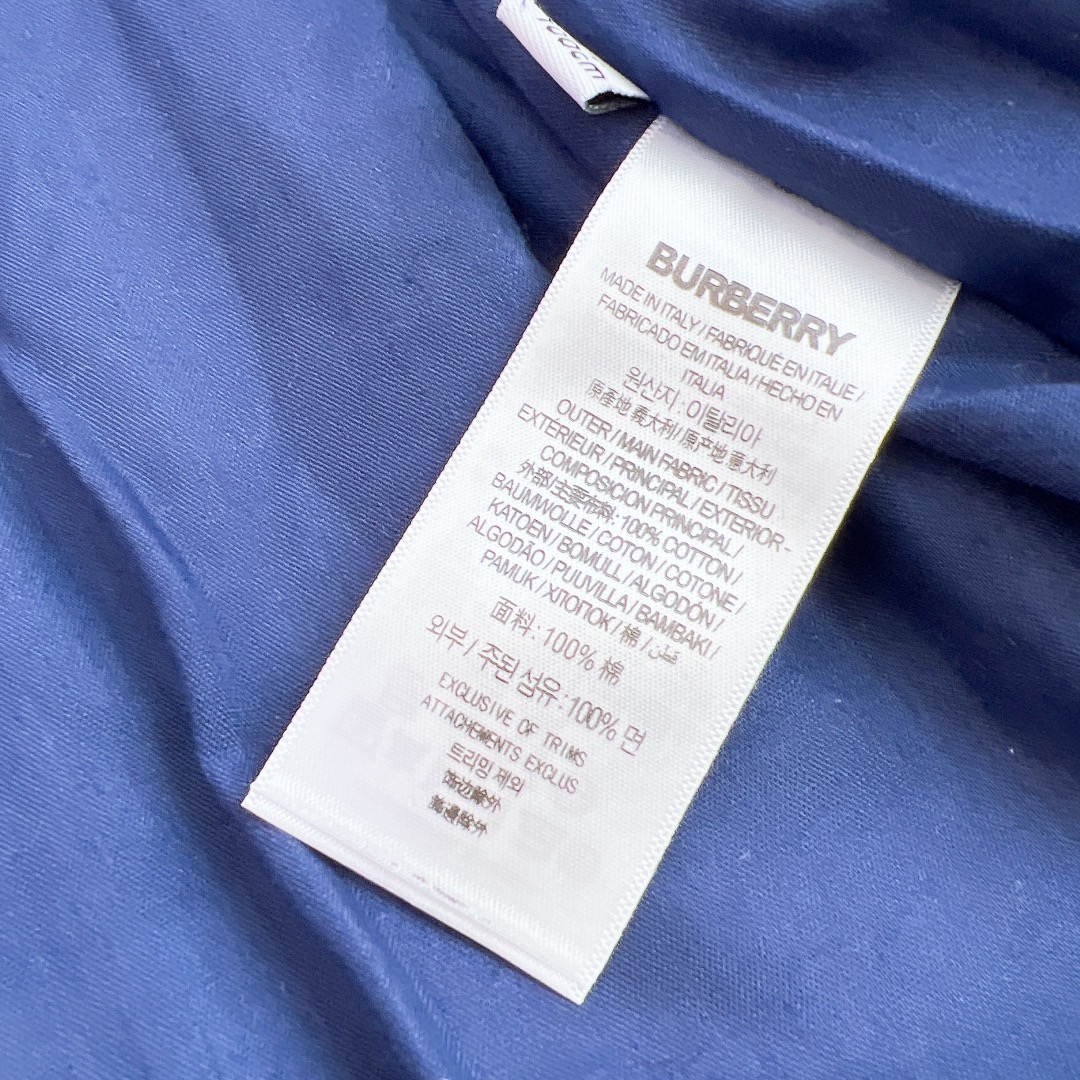 100cm
BURBERRY
MADE IN ITALY / FABRIQUÉ EN ITALIE /
FABRICADO EM ITALIA / HECHO EN
ITALIA
원산지 : 이탈리아
原產地 義大利 / 原产地 意大利
OUTER / MAIN FABRIC / TISSU
EXTERIEUR / PRINCIPAL / EXTERIOR -
COMPOSICION PRINCIPAL /
外部/主要布料: 100% COTTON /
BAUMWOLLE / COTON / COTONE /
KATOEN / BOMULL / ALGODÓN /
ALGODÃO / PUUVILLA / BAMBAKI /
PAMUK / ХЛОПОК / 棉 / قطن
面料: 100% 棉
외부 / 주된 섬유 : 100% 면
EXCLUSIVE OF TRIMS
ATTACHEMENTS EXCLUS
트리밍 제외
饰边除外
飾邊除外